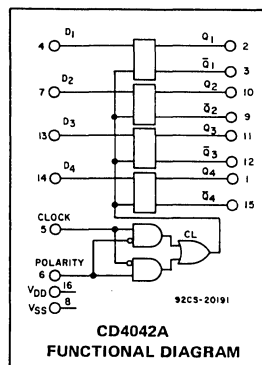 D1
4
Q1
2
Q̅1
3
D2
7
Q2
10
Q̅2
9
D3
13
Q3
11
Q̅3
12
D4
14
Q4
1
Q̅4
15
CLOCK
5
CL
POLARITY
6
VDD 16
VSS 8
92CS-20191
CD4042A
FUNCTIONAL DIAGRAM